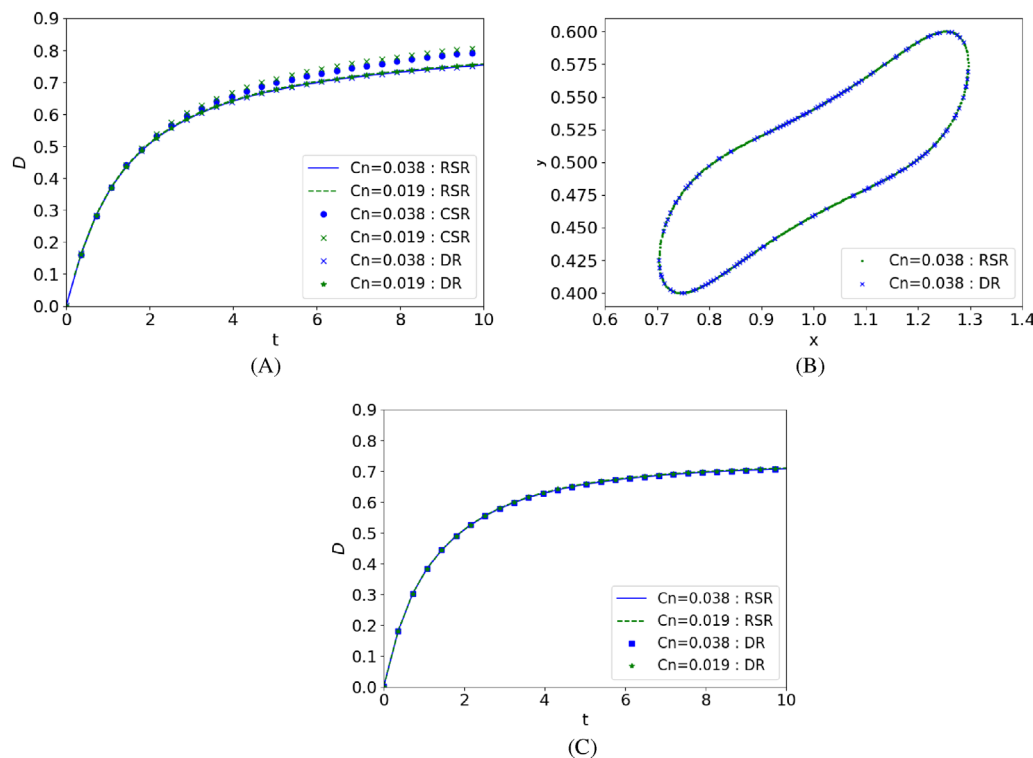 0.9
0.8
0.7
0.6
0.5
0.4
0.3
0.2
0.1
0.0
D
0 2 4 6 8 10
t
Cn=0.038 : RSR
Cn=0.019 : RSR
Cn=0.038 : CSR
Cn=0.019 : CSR
Cn=0.038 : DR
Cn=0.019 : DR
(A)
0.600
0.575
0.550
0.525
0.500
0.475
0.450
0.425
0.400
y
0.6 0.7 0.8 0.9 1.0 1.1 1.2 1.3 1.4
x
Cn=0.038 : RSR
Cn=0.038 : DR
(B)
0.9
0.8
0.7
0.6
0.5
0.4
0.3
0.2
0.1
0.0
D
0 2 4 6 8 10
t
Cn=0.038 : RSR
Cn=0.019 : RSR
Cn=0.038 : DR
Cn=0.019 : DR
(C)